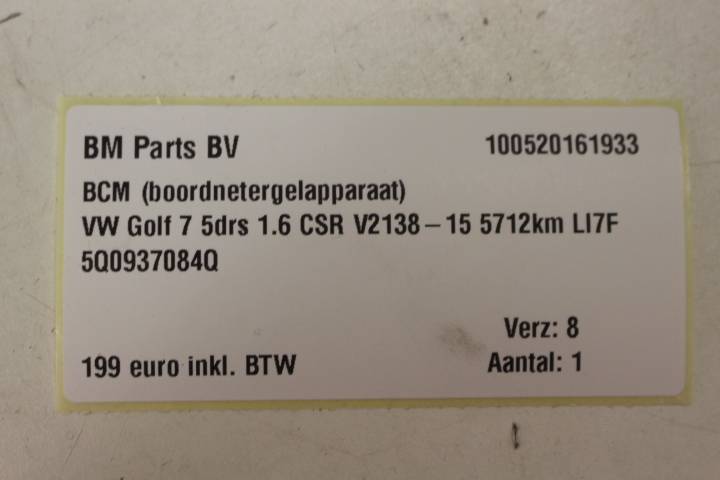 BM Parts BV 100520161933
BCM (boordnetergelapparaat)
VW Golf 7 5drs 1.6 CSR V2138-15 5712km LI7F
5Q0937084Q
Verz: 8
199 euro inkl. BTW Aantal: 1